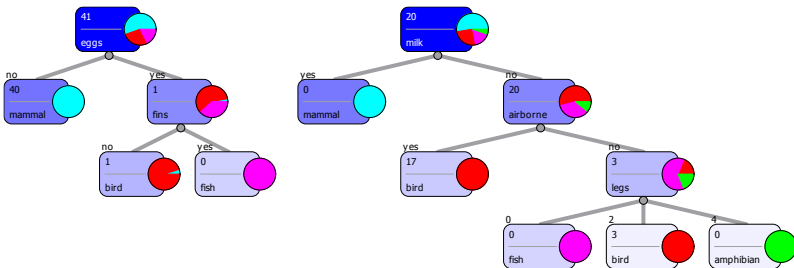 41
eggs
no
40
mammal
yes
1
fins
no
1
bird
yes
0
fish
20
milk
yes
0
mammal
no
20
airborne
yes
17
bird
no
3
legs
0
0
fish
2
3
bird
4
0
amphibian